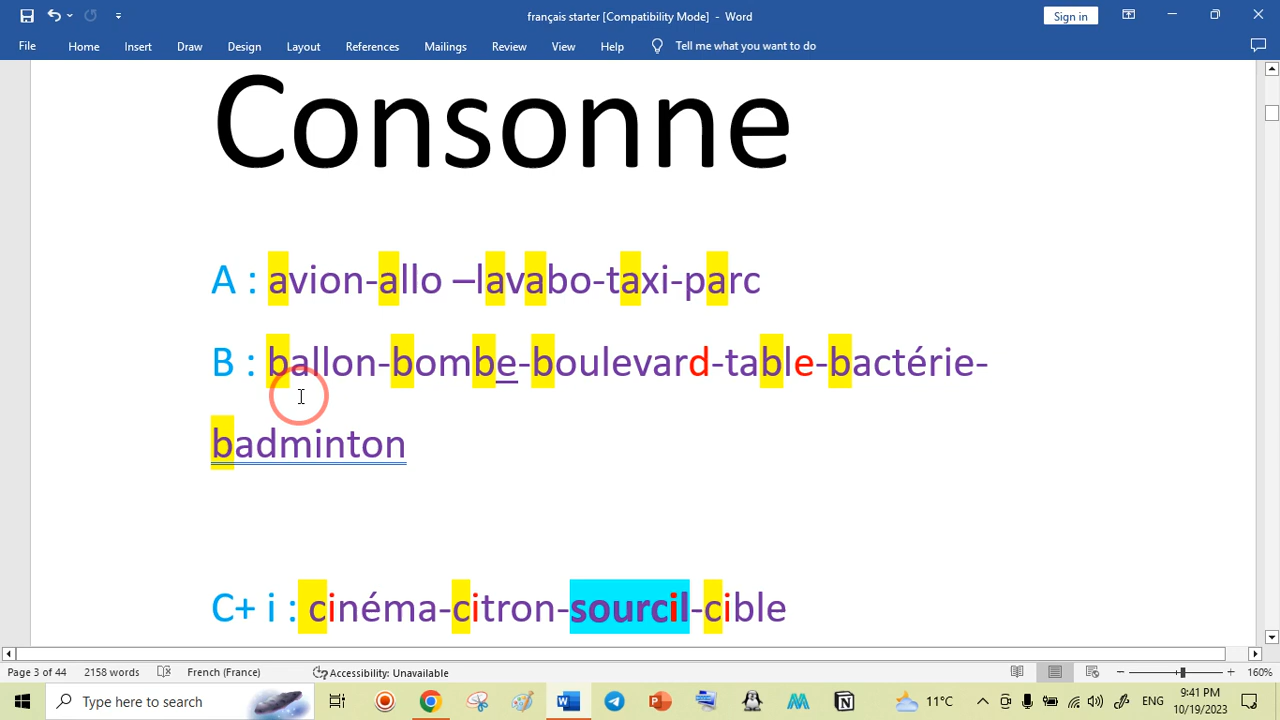 français starter [Compatibility Mode] - Word
Sign in
File Home Insert Draw Design Layout References Mailings Review View Help Tell me what you want to do
Consonne
A : avion-allo –lavabo-taxi-parc
B : ballon-bombe-boulevard-table-bactérie-
badminton
C+ i : cinéma-citron-sourcil-cible
Page 3 of 44 2158 words French (France) Accessibility: Unavailable 160%
Type here to search 11°C ENG 9:41 PM
10/19/2023